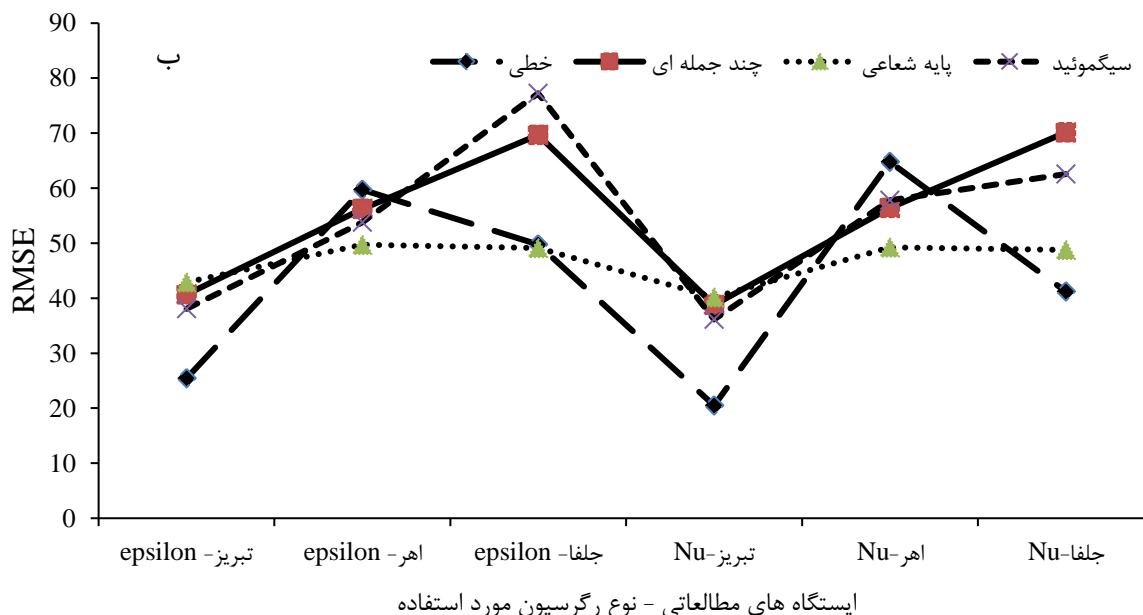 ب
خطی
چند جمله ای
پایه شعاعی
سیگموئید
90
80
70
60
50
40
30
20
10
0
RMSE
epsilon -تبریز
epsilon -اهر
epsilon -جلفا
Nu-تبریز
Nu-اهر
Nu-جلفا
ایستگاه های مطالعاتی - نوع رگرسیون مورد استفاده